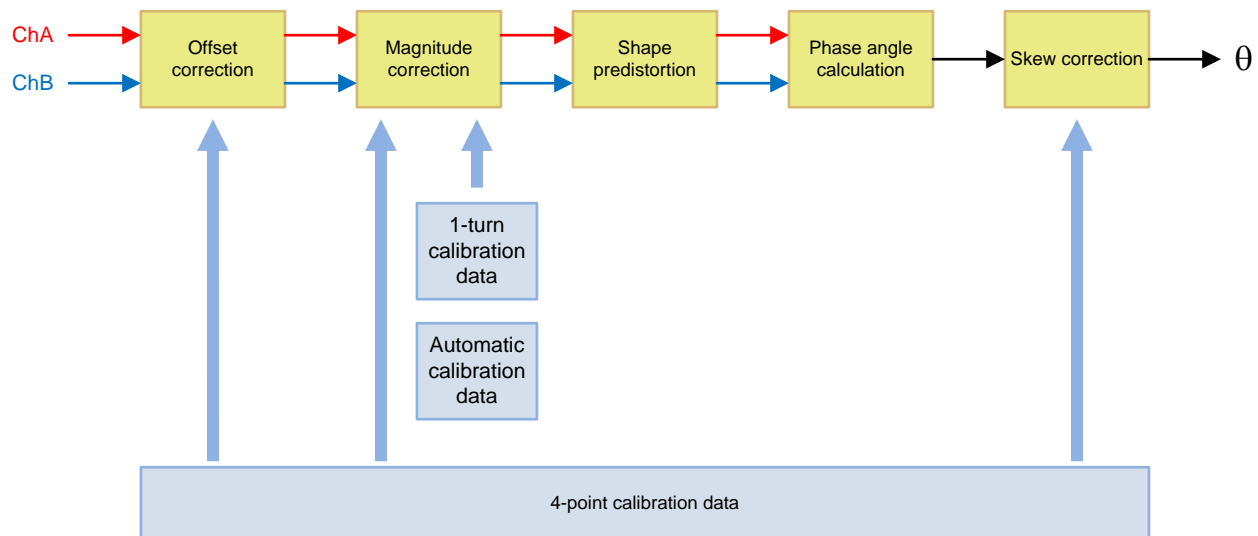 ChA
ChB
Offset
correction
Magnitude
correction
Shape
predistortion
Phase angle
calculation
Skew correction
θ
1-turn
calibration
data
Automatic
calibration
data
4-point calibration data